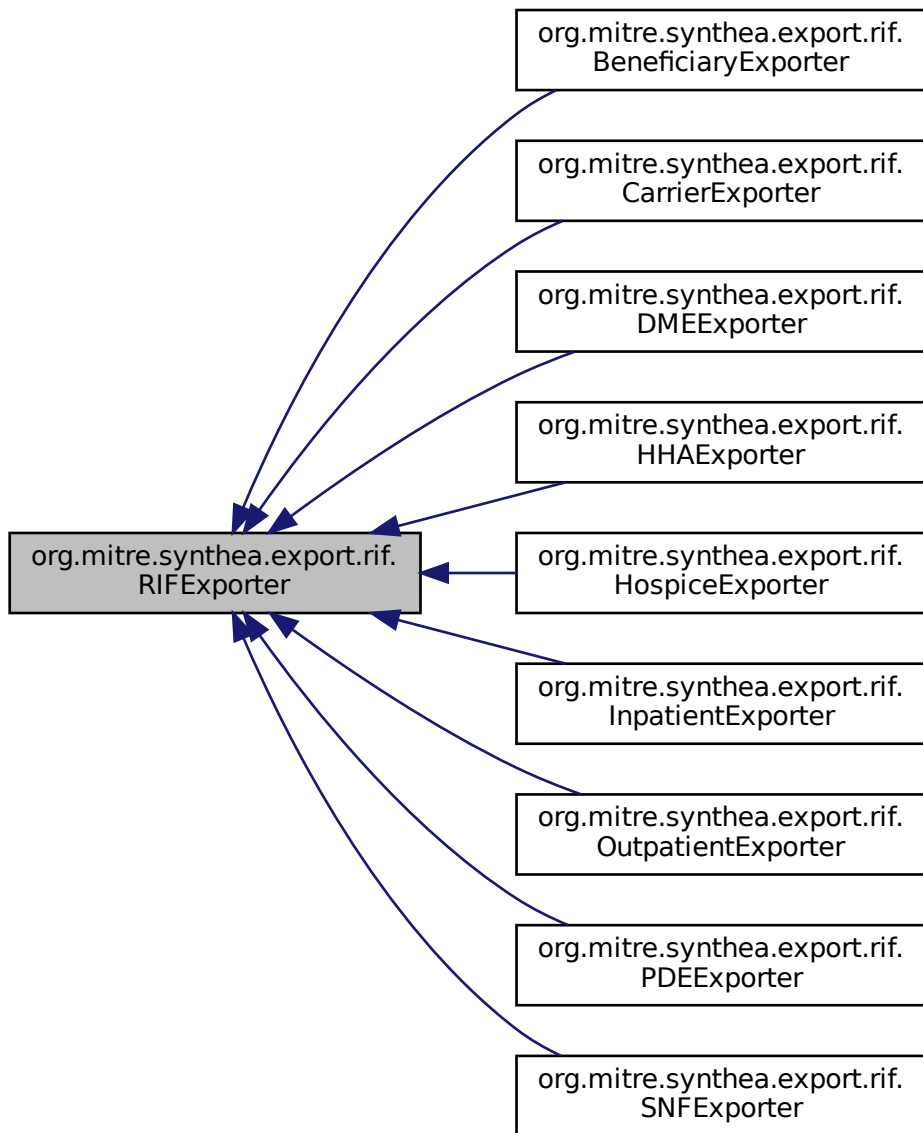 org.mitre.synthea.export.rif.
BeneficiaryExporter
org.mitre.synthea.export.rif.
CarrierExporter
org.mitre.synthea.export.rif.
DMEExporter
org.mitre.synthea.export.rif.
HHAExporter
org.mitre.synthea.export.rif.
RIFExporter
org.mitre.synthea.export.rif.
HospiceExporter
org.mitre.synthea.export.rif.
InpatientExporter
org.mitre.synthea.export.rif.
OutpatientExporter
org.mitre.synthea.export.rif.
PDEExporter
org.mitre.synthea.export.rif.
SNFExporter